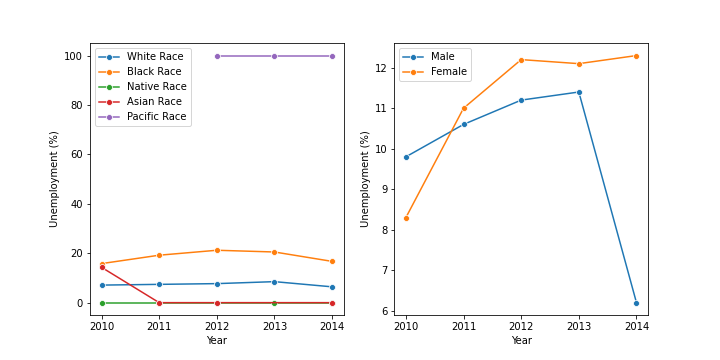 White Race
Black Race
Native Race
Asian Race
Pacific Race
100
80
60
40
20
0
Unemployment (%)
2010 2011 2012 2013 2014
Year
Male
Female
12
11
10
9
8
7
6
Unemployment (%)
2010 2011 2012 2013 2014
Year